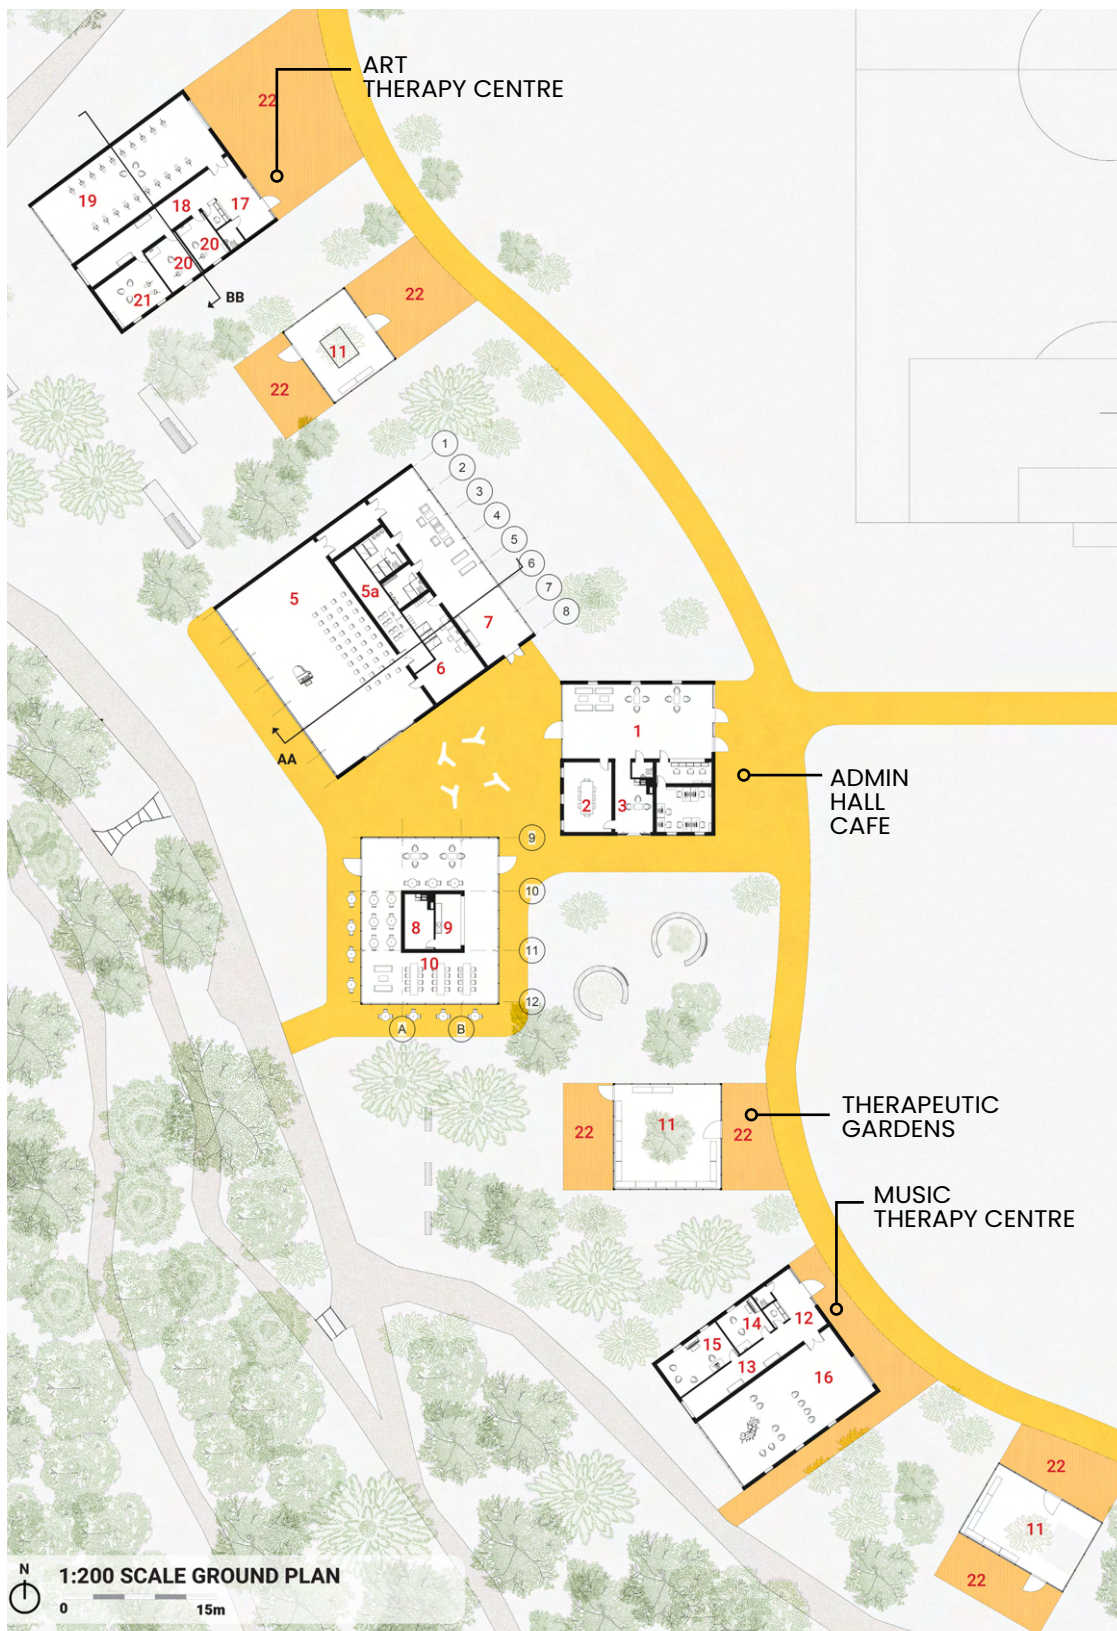 ART
THERAPY CENTRE
22
19
18
17
20
20
21
BB
22
11
22
1
2
3
4
5
6
7
8
5
5a
7
6
AA
1
2
3
ADMIN
HALL
CAFE
9
10
11
12
8
9
10
A
B
THERAPEUTIC
GARDENS
22
11
22
MUSIC
THERAPY CENTRE
12
14
15
13
16
22
11
22
N
1:200 SCALE GROUND PLAN
0
15m